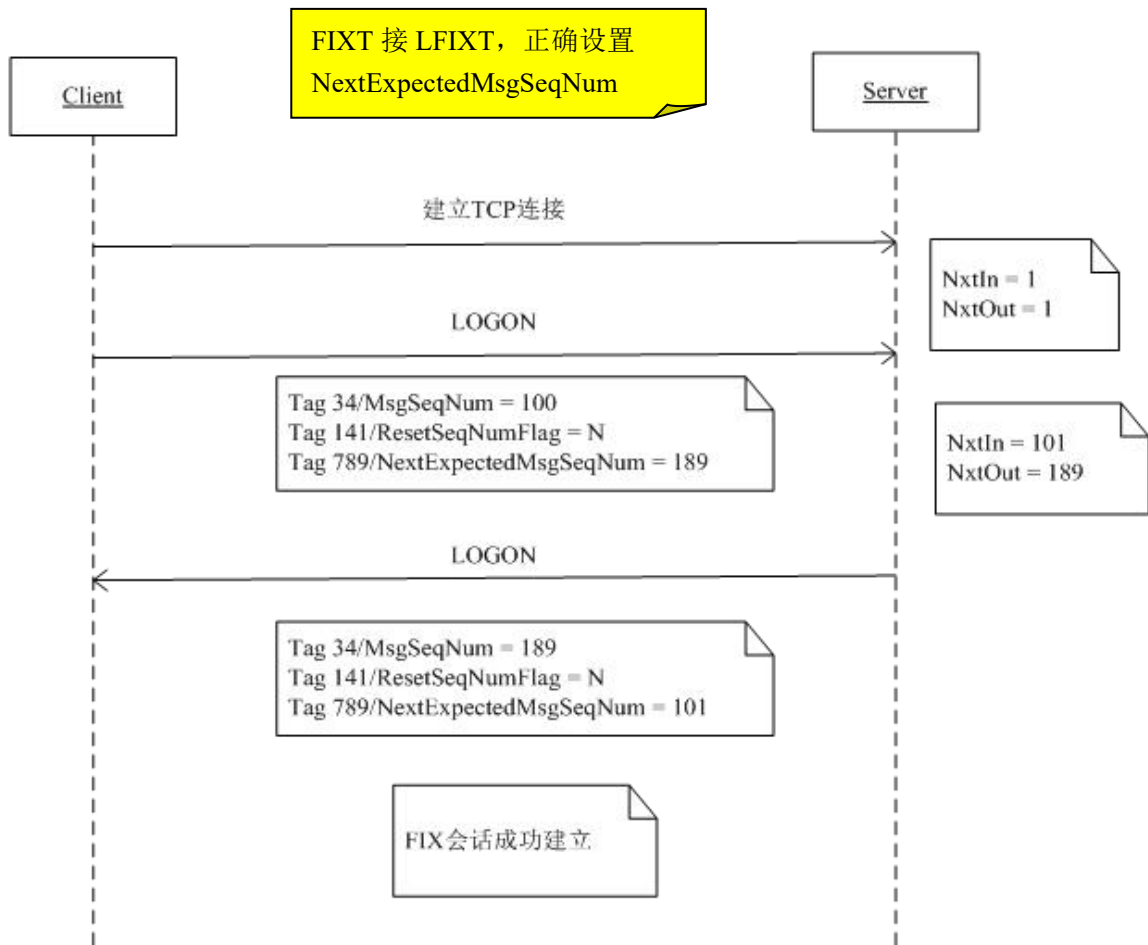 FIXT 接 LFIXT，正确设置
NextExpectedMsgSeqNum
Client
Server
建立TCP连接
NxtIn = 1
NxtOut = 1
LOGON
Tag 34/MsgSeqNum = 100
Tag 141/ResetSeqNumFlag = N
Tag 789/NextExpectedMsgSeqNum = 189
NxtIn = 101
NxtOut = 189
LOGON
Tag 34/MsgSeqNum = 189
Tag 141/ResetSeqNumFlag = N
Tag 789/NextExpectedMsgSeqNum = 101
FIX会话成功建立